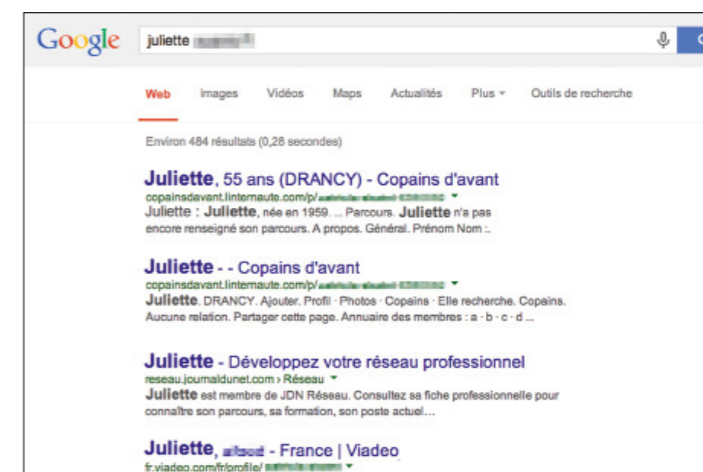 Google juliette
Web Images Vidéos Maps Actualités Plus Outils de recherche
Environ 484 résultats (0,28 secondes)
Juliette, 55 ans (DRANCY) - Copains d'avant
copainsdavant.linternaute.com/p/
Juliette : Juliette, née en 1959. ... Parcours. Juliette n'a pas
encore renseigné son parcours. A propos. Général. Prénom Nom :.
Juliette - - Copains d'avant
copainsdavant.linternaute.com/p/
Juliette. DRANCY. Ajouter. Profil · Photos · Copains · Elle recherche. Copains.
Aucune relation. Partager cette page. Annuaire des membres : a · b · c · d ...
Juliette - Développez votre réseau professionnel
reseau.journaldunet.com › Réseau
Juliette est membre de JDN Réseau. Consultez sa fiche professionnelle pour
connaître son parcours, sa formation, son poste actuel...
Juliette, - France | Viadeo
fr.viadeo.com/fr/profile/